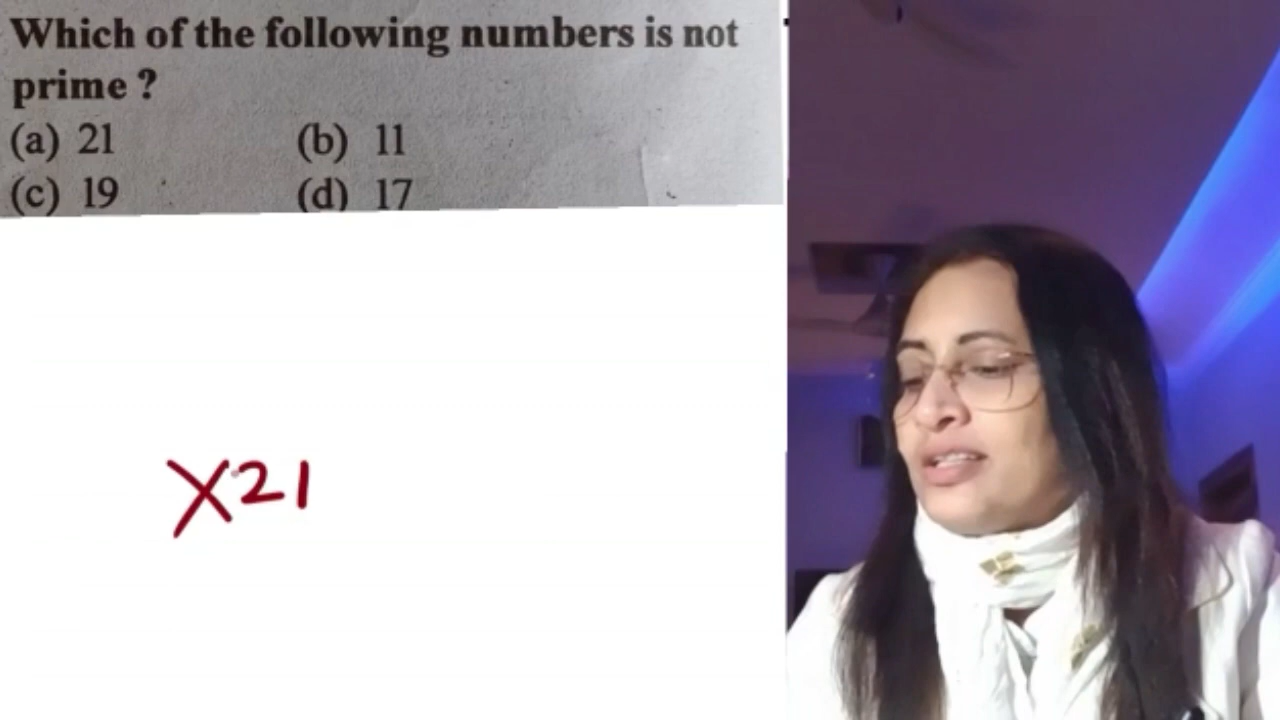 Which of the following numbers is not
prime ?
(a) 21 (b) 11
(c) 19 (d) 17
X21